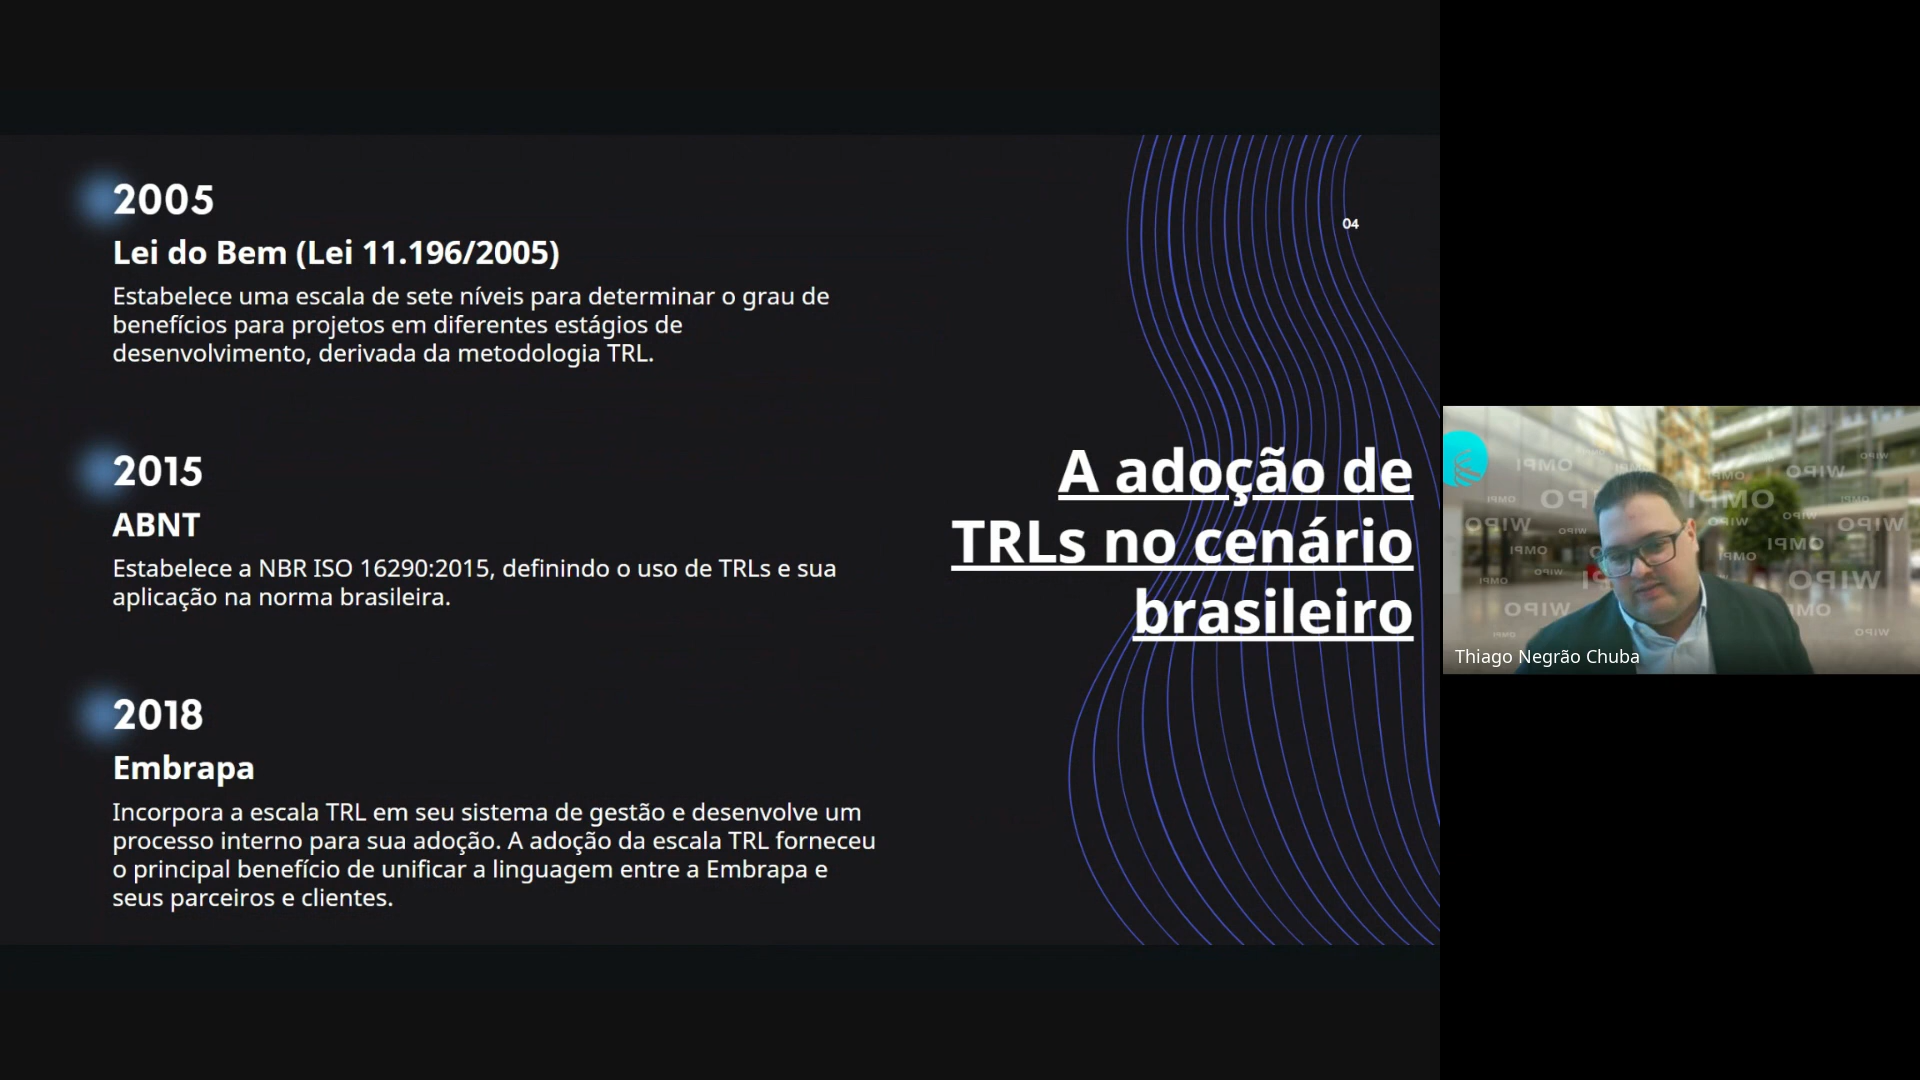 2005
Lei do Bem (Lei 11.196/2005)
Estabelece uma escala de sete níveis para determinar o grau de
benefícios para projetos em diferentes estágios de
desenvolvimento, derivada da metodologia TRL.
2015
ABNT
Estabelece a NBR ISO 16290:2015, definindo o uso de TRLs e sua
aplicação na norma brasileira.
2018
Embrapa
Incorpora a escala TRL em seu sistema de gestão e desenvolve um
processo interno para sua adoção. A adoção da escala TRL forneceu
o principal benefício de unificar a linguagem entre a Embrapa e
seus parceiros e clientes.
04
A adoção de
TRLs no cenário
brasileiro
WIPO
OMPI
Thiago Negrão Chuba